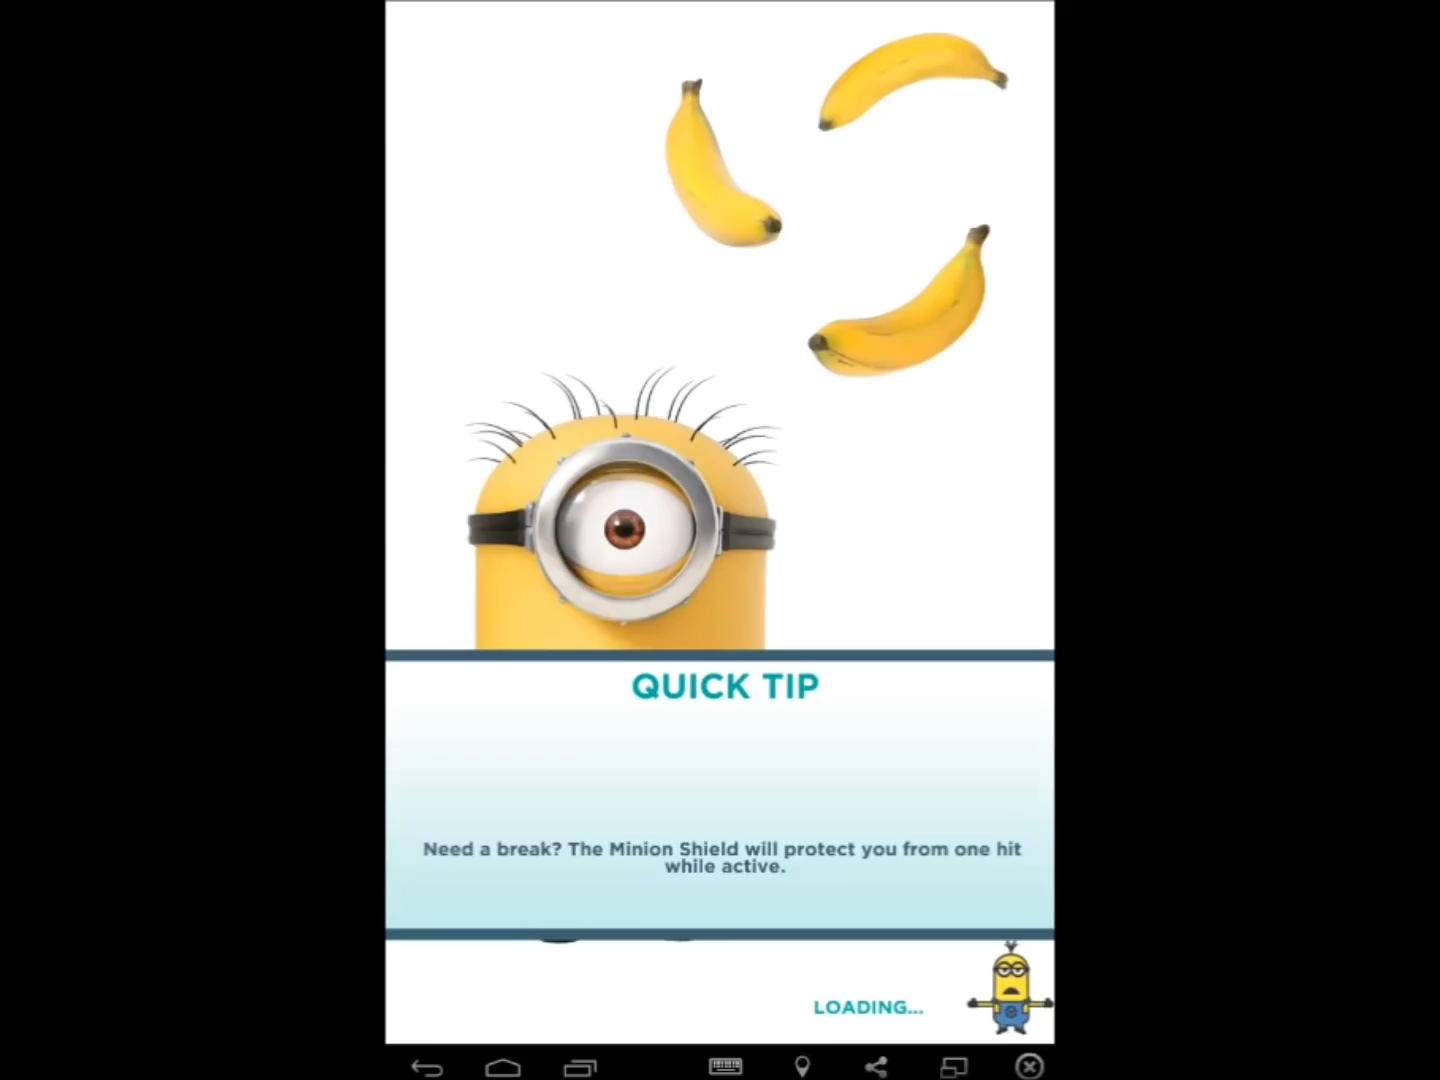 QUICK TIP
Need a break? The Minion Shield will protect you from one hit
while active.
LOADING...